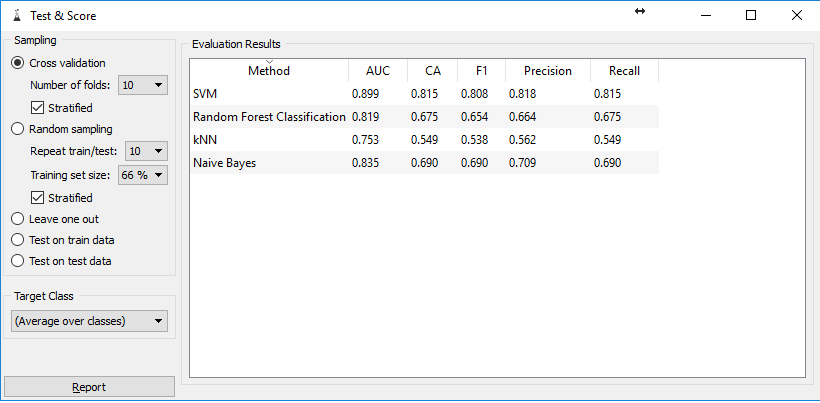 Test & Score
Sampling
Cross validation
Number of folds: 10
Stratified
Random sampling
Repeat train/test: 10
Training set size: 66 %
Stratified
Leave one out
Test on train data
Test on test data
Target Class
(Average over classes)
Report
Evaluation Results
Method AUC CA F1 Precision Recall
SVM 0.899 0.815 0.808 0.818 0.815
Random Forest Classification 0.819 0.675 0.654 0.664 0.675
kNN 0.753 0.549 0.538 0.562 0.549
Naive Bayes 0.835 0.690 0.690 0.709 0.690